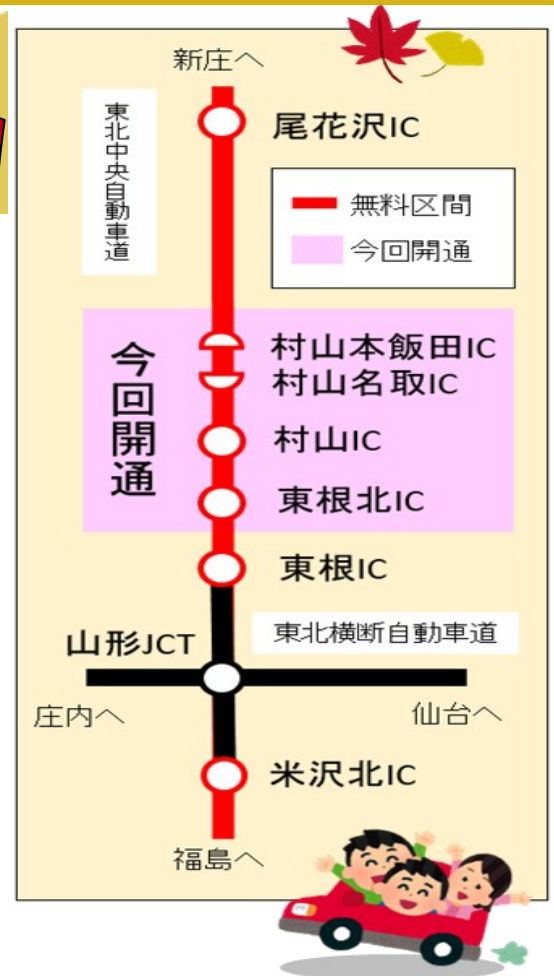 新庄へ
東北中央自動車道
尾花沢IC
無料区間
今回開通
今回開通
村山本飯田IC
村山名取IC
村山IC
東根北IC
東根IC
山形JCT
東北横断自動車道
庄内へ
仙台へ
米沢北IC
福島へ